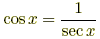 cos x = 1/sec x